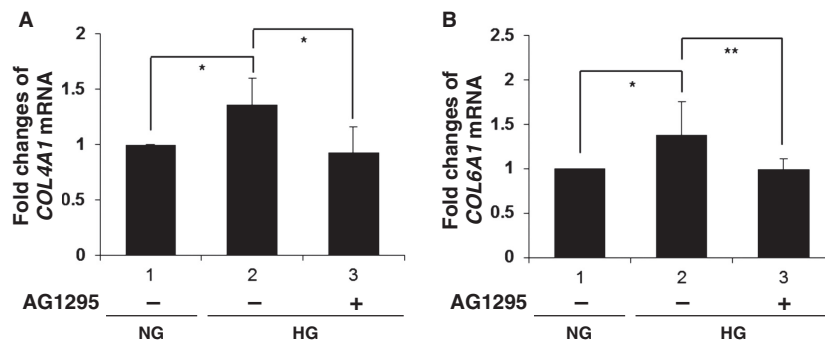 A
Fold changes of
COL4A1 mRNA
2
1.5
1
0.5
0
*
*
1 2 3
AG1295 − − +
NG HG
B
Fold changes of
COL6A1 mRNA
2.5
2
1.5
1
0.5
0
*
**
1 2 3
AG1295 − − +
NG HG